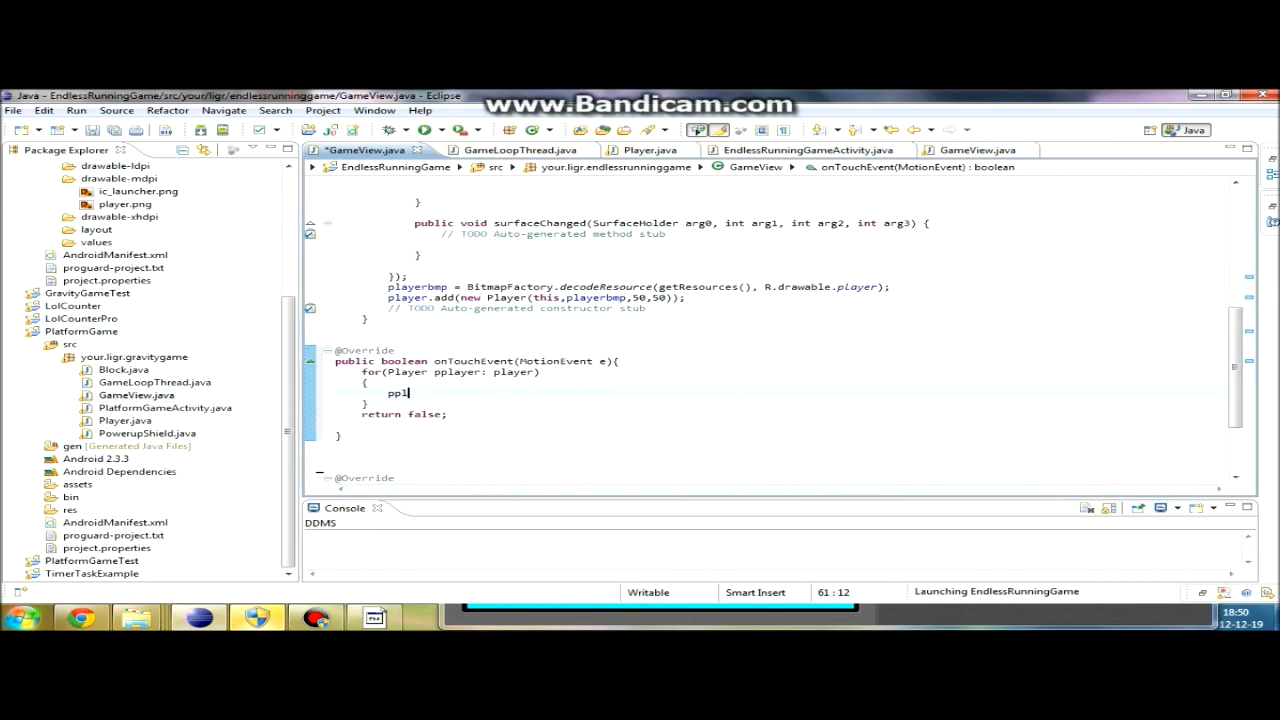 Java - EndlessRunningGame/src/your/ligr/endlessrunninggame/GameView.java - Eclipse
www.Bandicam.com
File Edit Run Source Refactor Navigate Search Project Window Help
Java
Package Explorer
*GameView.java GameLoopThread.java Player.java EndlessRunningGameActivity.java GameView.java
EndlessRunningGame src your.ligr.endlessrunninggame GameView onTouchEvent(MotionEvent) : boolean
drawable-ldpi
drawable-mdpi
ic_launcher.png
player.png
drawable-xhdpi
layout
values
AndroidManifest.xml
proguard-project.txt
project.properties
GravityGameTest
LolCounter
LolCounterPro
PlatformGame
src
your.ligr.gravitygame
Block.java
GameLoopThread.java
GameView.java
PlatformGameActivity.java
Player.java
PowerupShield.java
gen [Generated Java Files]
Android 2.3.3
Android Dependencies
assets
bin
res
AndroidManifest.xml
proguard-project.txt
project.properties
PlatformGameTest
TimerTaskExample
}
public void surfaceChanged(SurfaceHolder arg0, int arg1, int arg2, int arg3) {
// TODO Auto-generated method stub
}
});
playerbmp = BitmapFactory.decodeResource(getResources(), R.drawable.player);
player.add(new Player(this,playerbmp,50,50));
// TODO Auto-generated constructor stub
}
@Override
public boolean onTouchEvent(MotionEvent e){
for(Player pplayer: player)
{
ppl
}
return false;
}
@Override
Console
DDMS
Writable Smart Insert 61 : 12 Launching EndlessRunningGame
18:50
12-12-19